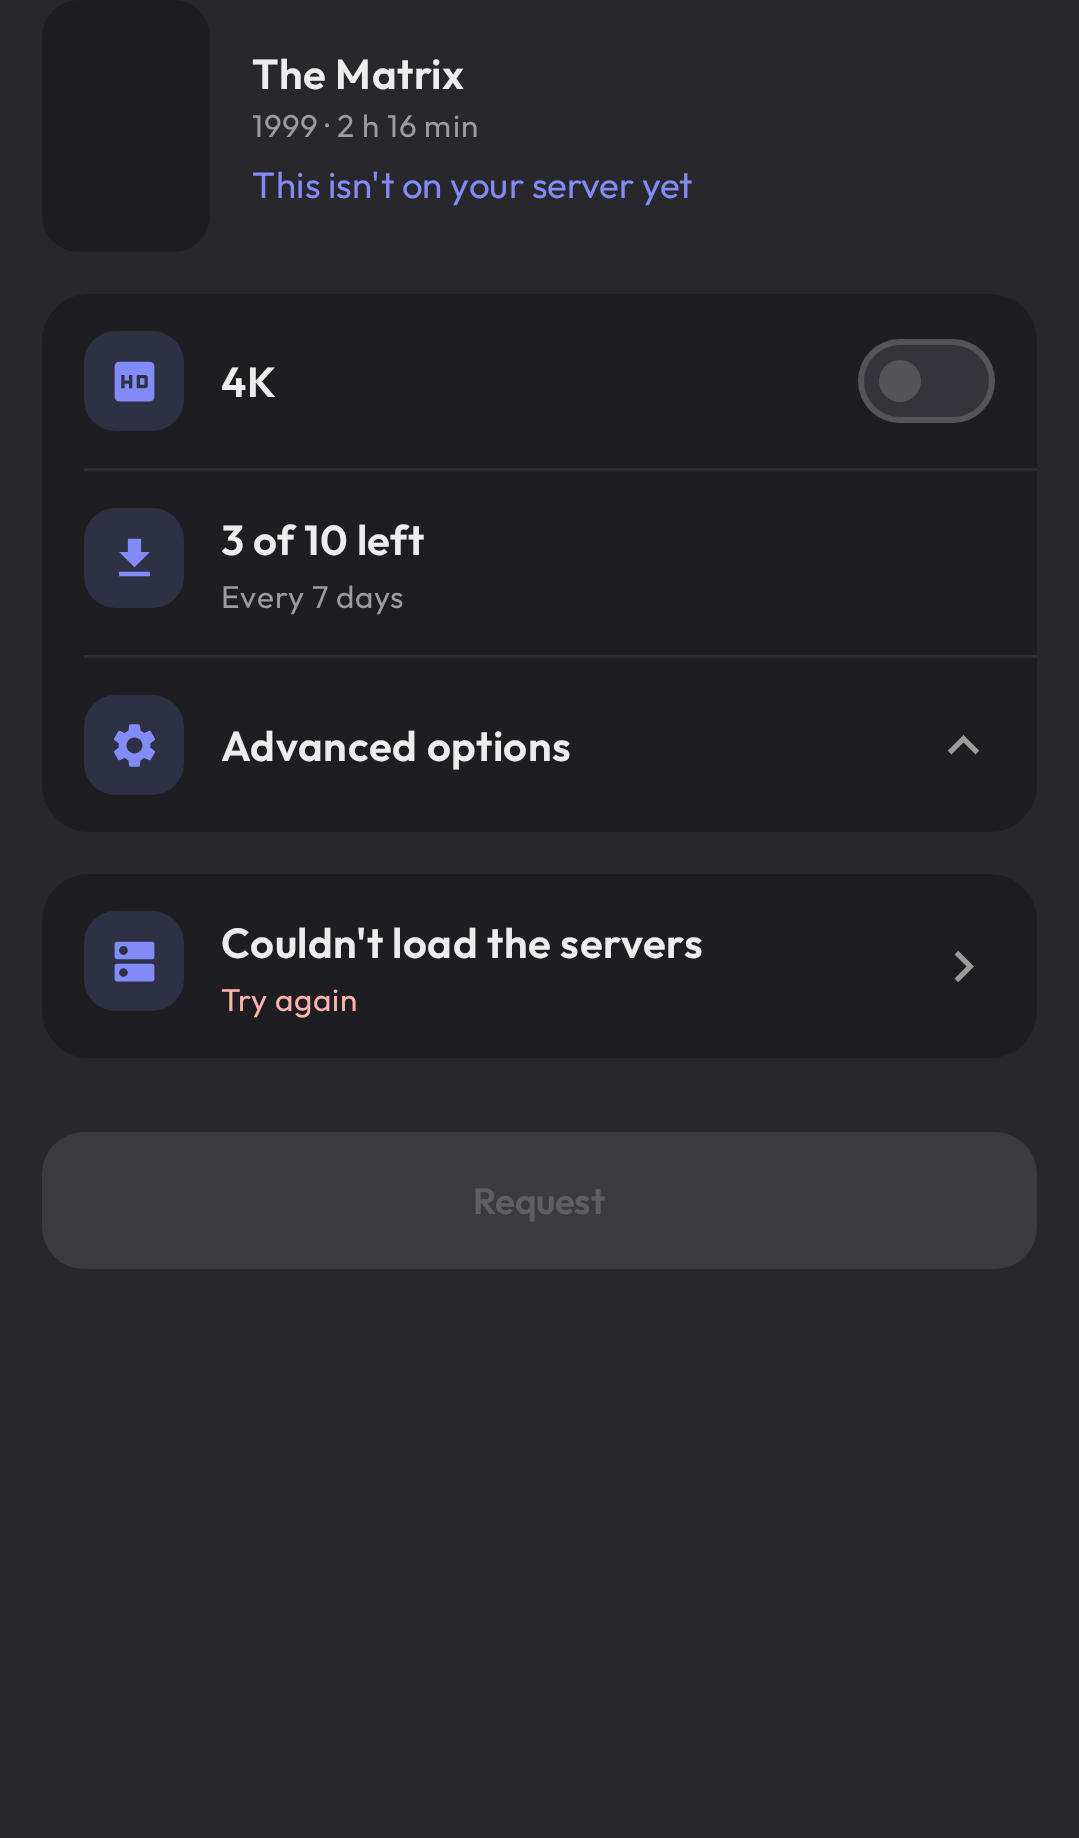 The Matrix
1999 · 2 h 16 min
This isn't on your server yet
HD
4K
3 of 10 left
Every 7 days
Advanced options
Couldn't load the servers
Try again
Request